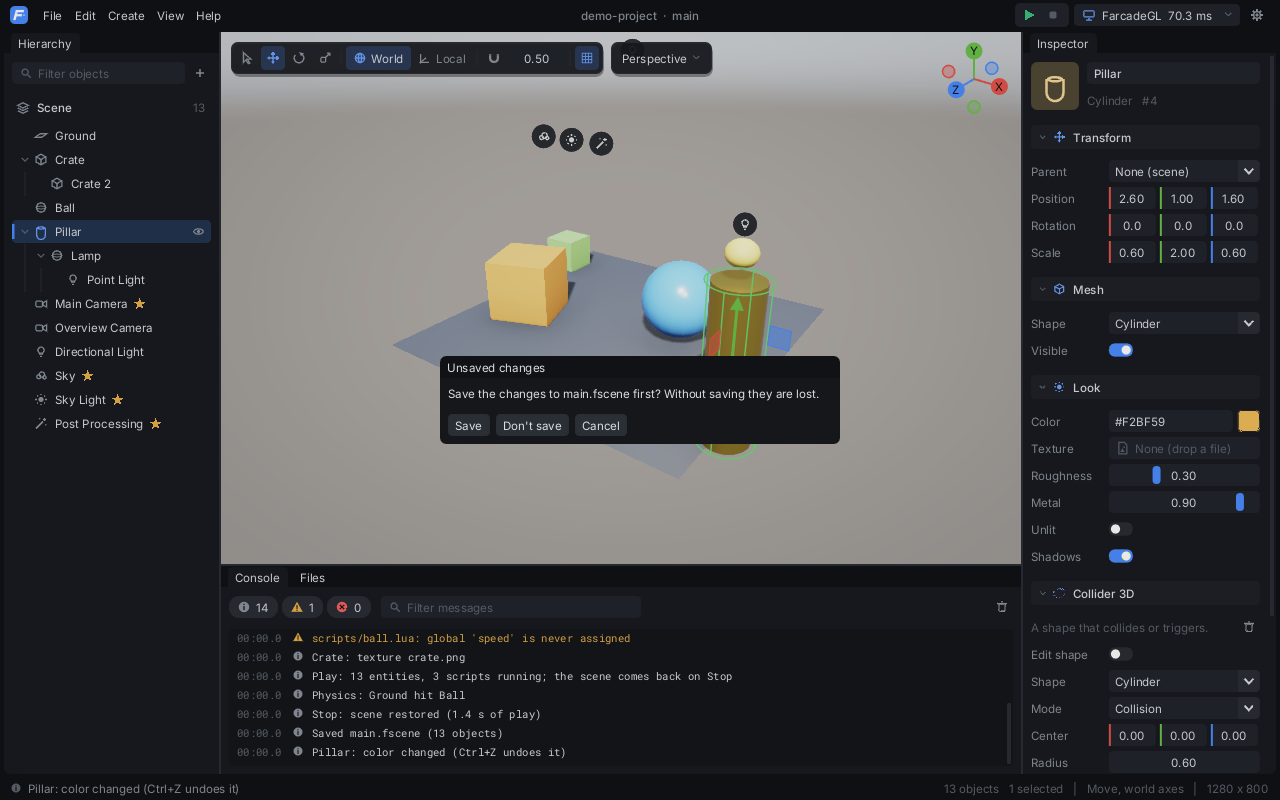 File Edit Create View Help
demo-project · main
FarcadeGL 70.3 ms
Hierarchy
Filter objects
Scene 13
Ground
Crate
Crate 2
Ball
Pillar
Lamp
Point Light
Main Camera
Overview Camera
Directional Light
Sky
Sky Light
Post Processing
World Local 0.50 Perspective
Y
X
Z
Unsaved changes
Save the changes to main.fscene first? Without saving they are lost.
Save Don't save Cancel
Console Files
14 1 0 Filter messages
00:00.0 scripts/ball.lua: global 'speed' is never assigned
00:00.0 Crate: texture crate.png
00:00.0 Play: 13 entities, 3 scripts running; the scene comes back on Stop
00:00.0 Physics: Ground hit Ball
00:00.0 Stop: scene restored (1.4 s of play)
00:00.0 Saved main.fscene (13 objects)
00:00.0 Pillar: color changed (Ctrl+Z undoes it)
Inspector
Pillar
Cylinder #4
Transform
Parent None (scene)
Position 2.60 1.00 1.60
Rotation 0.0 0.0 0.0
Scale 0.60 2.00 0.60
Mesh
Shape Cylinder
Visible
Look
Color #F2BF59
Texture None (drop a file)
Roughness 0.30
Metal 0.90
Unlit
Shadows
Collider 3D
A shape that collides or triggers.
Edit shape
Shape Cylinder
Mode Collision
Center 0.00 0.00 0.00
Radius 0.60
Pillar: color changed (Ctrl+Z undoes it)
13 objects 1 selected | Move, world axes | 1280 x 800